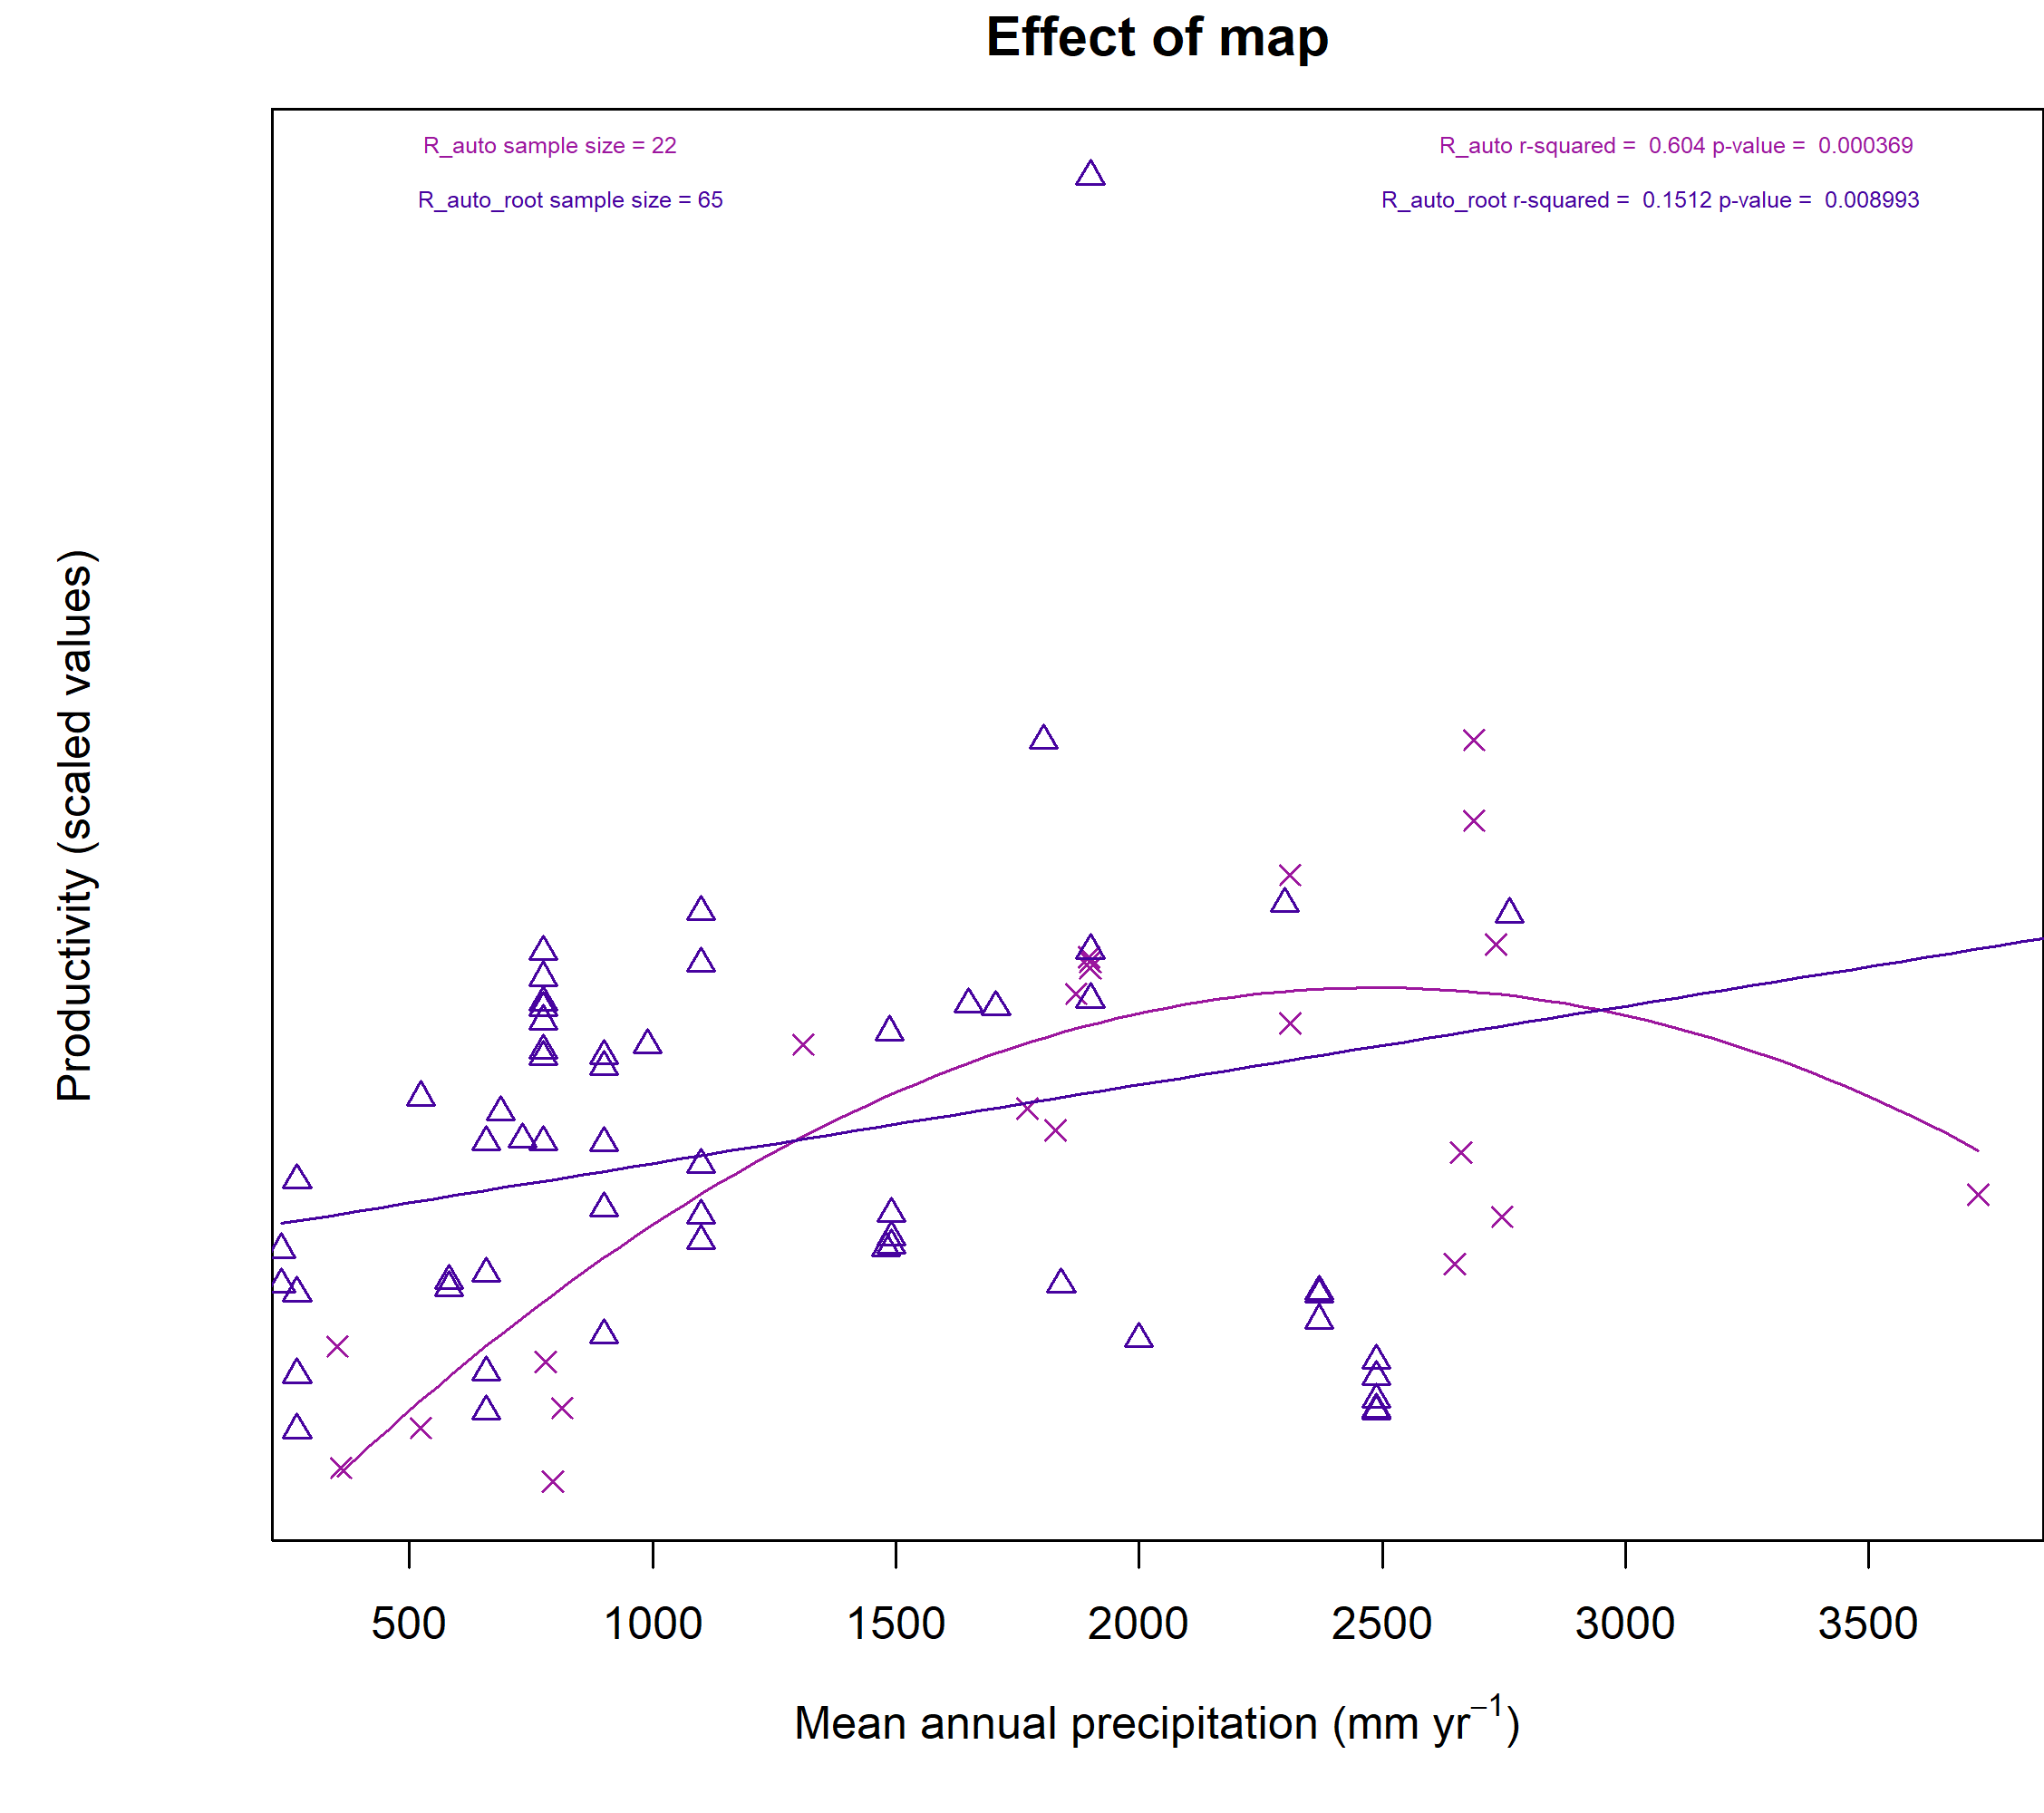 Effect of map
R_auto sample size = 22
R_auto r-squared =  0.604 p-value =  0.000369
R_auto_root sample size = 65
R_auto_root r-squared =  0.1512 p-value =  0.008993
Productivity (scaled values)
500 1000 1500 2000 2500 3000 3500
Mean annual precipitation (mm yr⁻¹)